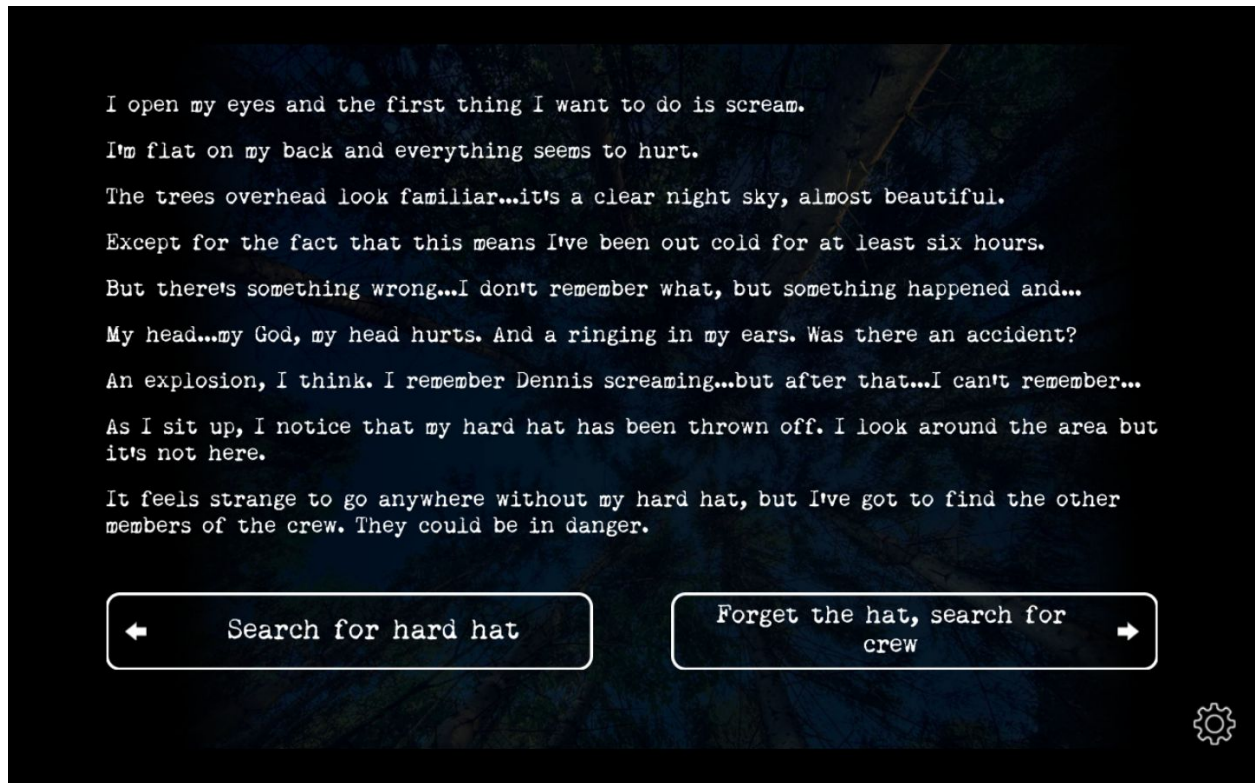 I open my eyes and the first thing I want to do is scream.
I'm flat on my back and everything seems to hurt.
The trees overhead look familiar...it's a clear night sky, almost beautiful.
Except for the fact that this means I've been out cold for at least six hours.
But there's something wrong...I don't remember what, but something happened and...
My head...my God, my head hurts. And a ringing in my ears. Was there an accident?
An explosion, I think. I remember Dennis screaming...but after that...I can't remember...
As I sit up, I notice that my hard hat has been thrown off. I look around the area but
it's not here.
It feels strange to go anywhere without my hard hat, but I've got to find the other
members of the crew. They could be in danger.
Search for hard hat
Forget the hat, search for
crew